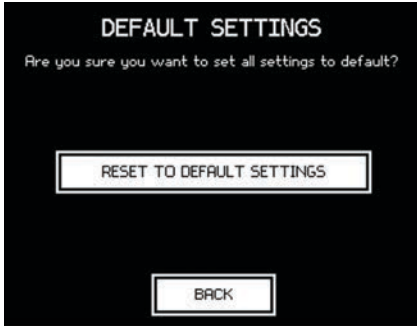 DEFAULT SETTINGS
Are you sure you want to set all settings to default?
RESET TO DEFAULT SETTINGS
BACK